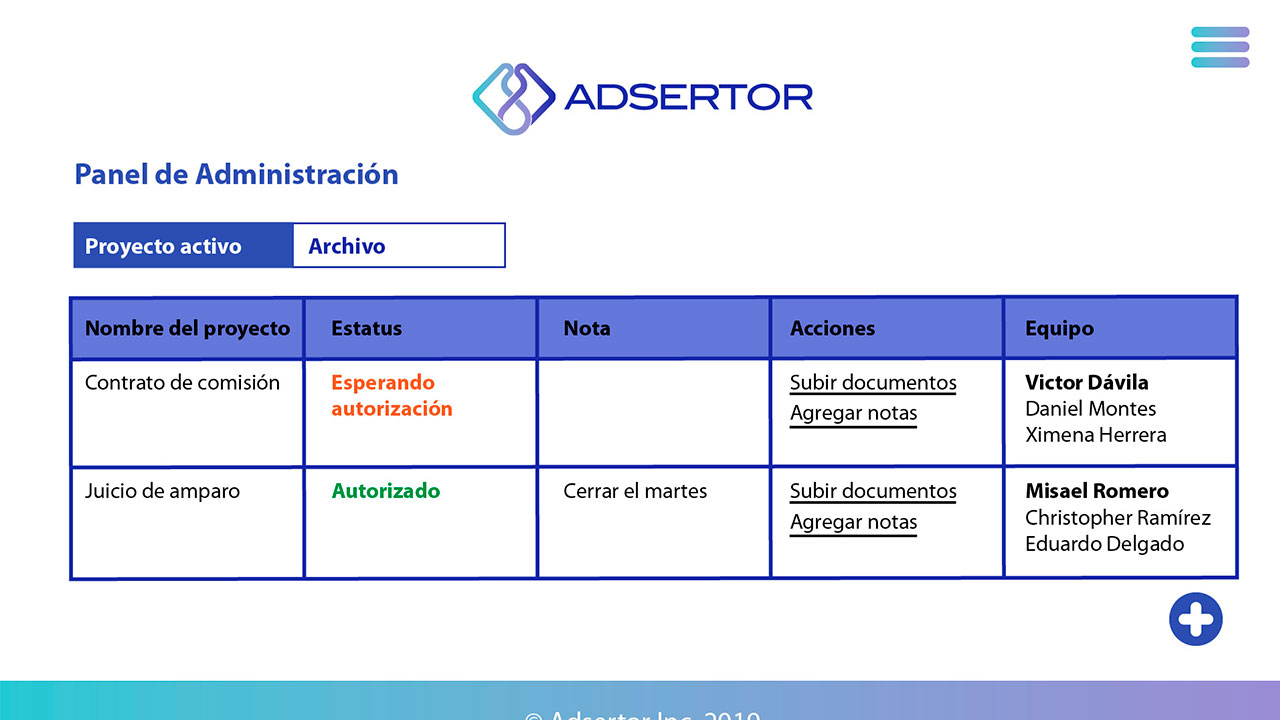 ADSERTOR
Panel de Administración
Proyecto activo Archivo
Nombre del proyecto Estatus Nota Acciones Equipo
Contrato de comisión Esperando Subir documentos Victor Dávila
autorización Agregar notas Daniel Montes
Ximena Herrera
Juicio de amparo Autorizado Cerrar el martes Subir documentos Misael Romero
Agregar notas Christopher Ramírez
Eduardo Delgado
© Adsertor Inc. 2019